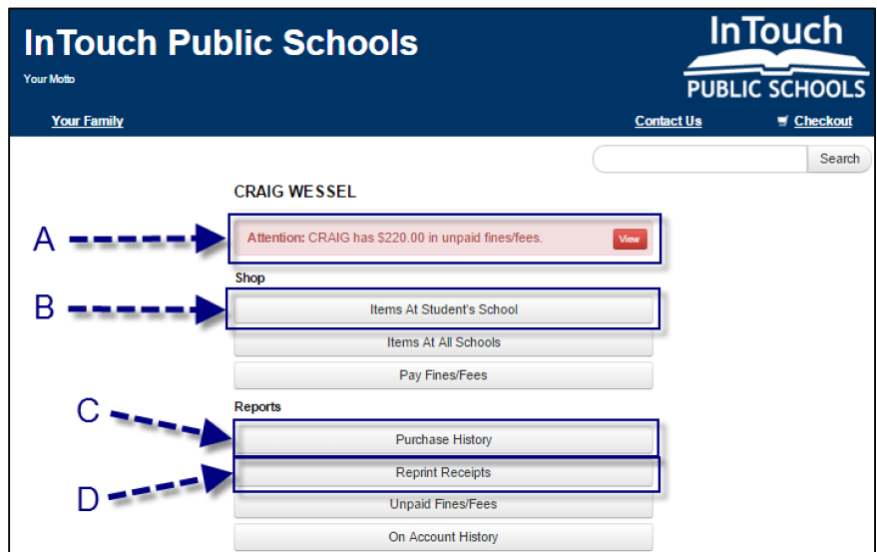 InTouch Public Schools
Your Motto
InTouch
PUBLIC SCHOOLS
Your Family
Contact Us
Checkout
Search
CRAIG WESSEL
A
Attention: CRAIG has $220.00 in unpaid fines/fees.
View
Shop
B
Items At Student's School
Items At All Schools
Pay Fines/Fees
Reports
C
Purchase History
Reprint Receipts
D
Unpaid Fines/Fees
On Account History